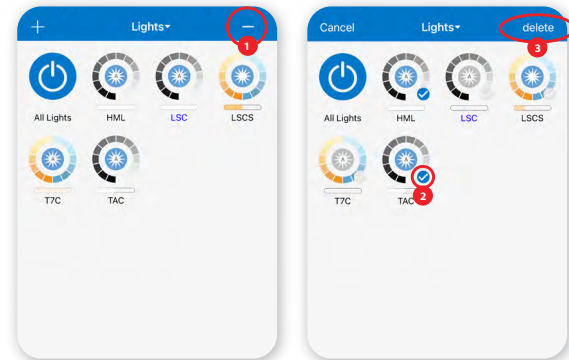 + Lights▾ –
1
All Lights HML LSC LSCS
T7C TAC
Cancel Lights▾ delete
3
All Lights HML LSC LSCS
T7C TAC
2